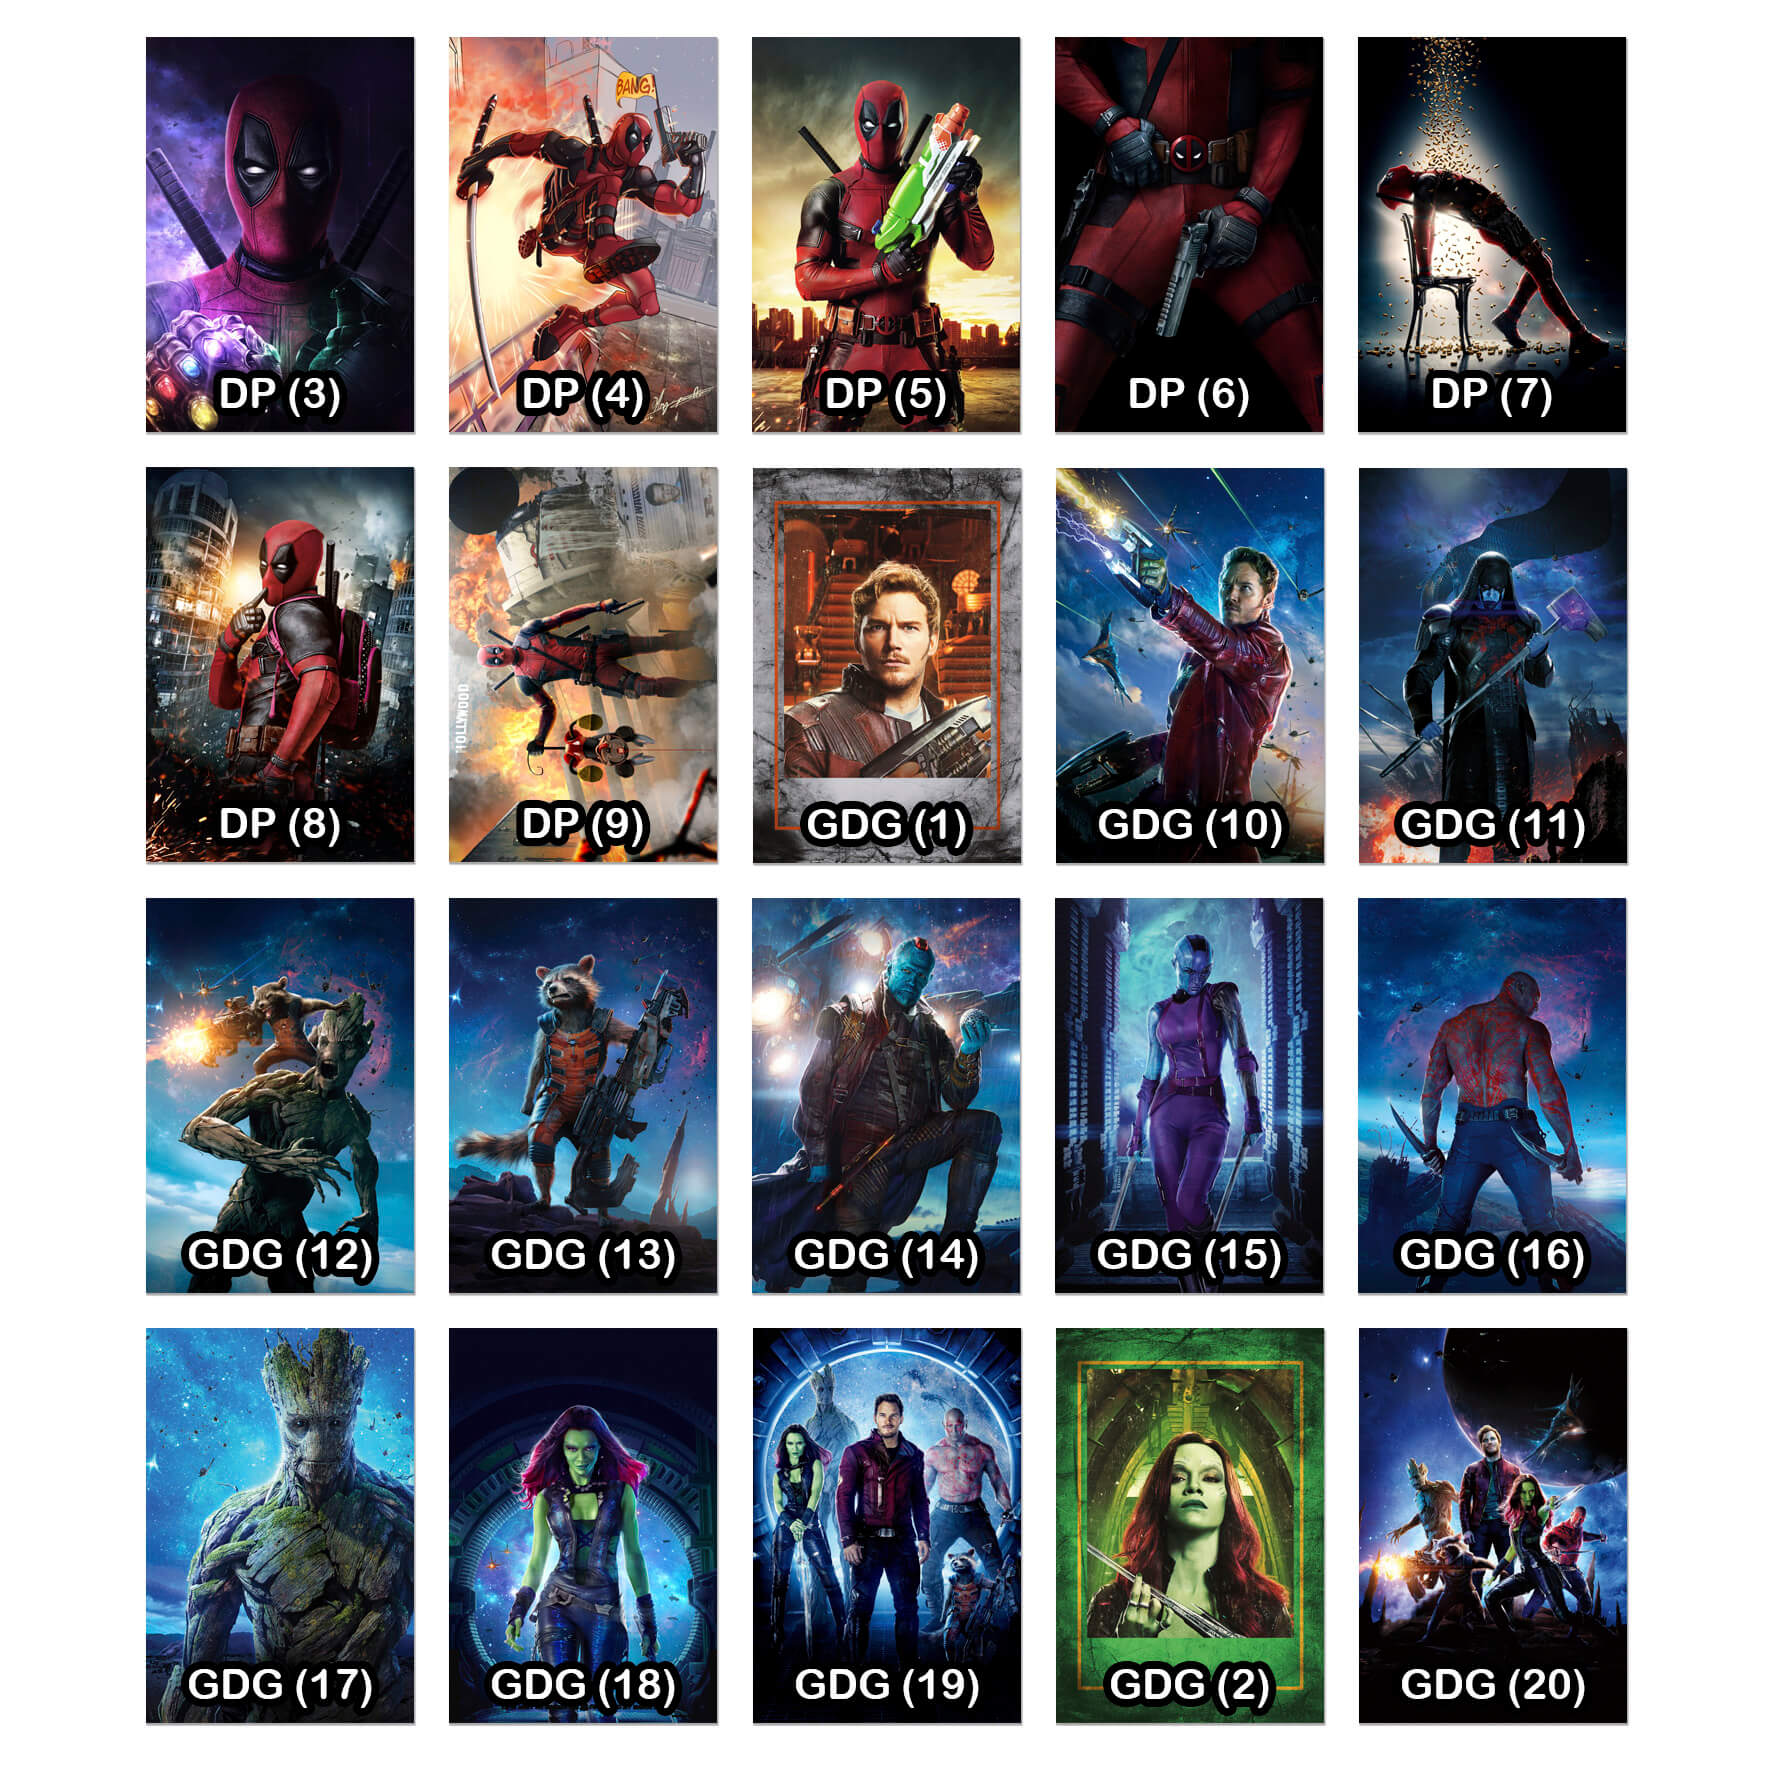 BANG!
DP (3)
DP (4)
DP (5)
DP (6)
DP (7)
HOLLYWOOD
DP (8)
DP (9)
GDG (1)
GDG (10)
GDG (11)
GDG (12)
GDG (13)
GDG (14)
GDG (15)
GDG (16)
GDG (17)
GDG (18)
GDG (19)
GDG (2)
GDG (20)